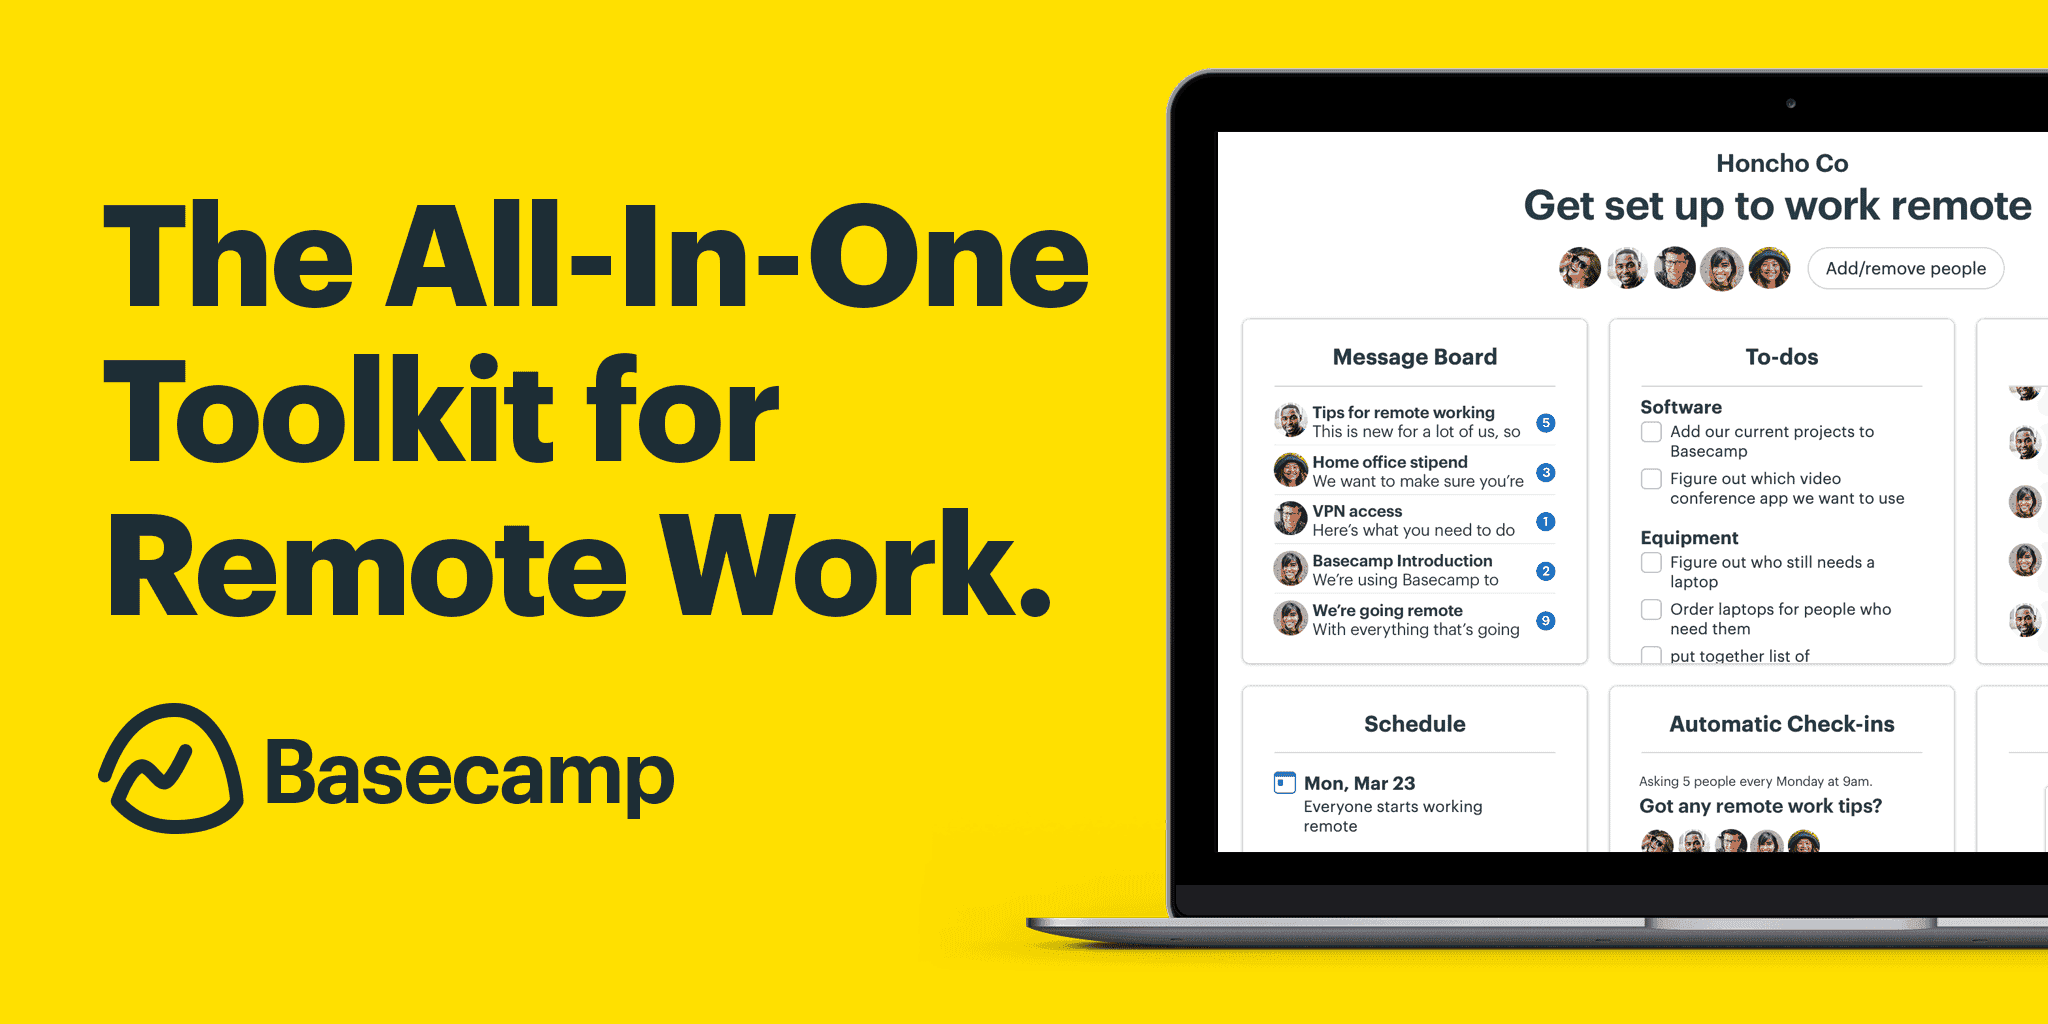 The All-In-One
Toolkit for
Remote Work.
Basecamp
Honcho Co
Get set up to work remote
Add/remove people
Message Board
Tips for remote working
This is new for a lot of us, so
5
Home office stipend
We want to make sure you're
3
VPN access
Here's what you need to do
1
Basecamp Introduction
We're using Basecamp to
2
We're going remote
With everything that's going
9
To-dos
Software
Add our current projects to
Basecamp
Figure out which video
conference app we want to use
Equipment
Figure out who still needs a
laptop
Order laptops for people who
need them
put together list of
Schedule
Mon, Mar 23
Everyone starts working
remote
Automatic Check-ins
Asking 5 people every Monday at 9am.
Got any remote work tips?